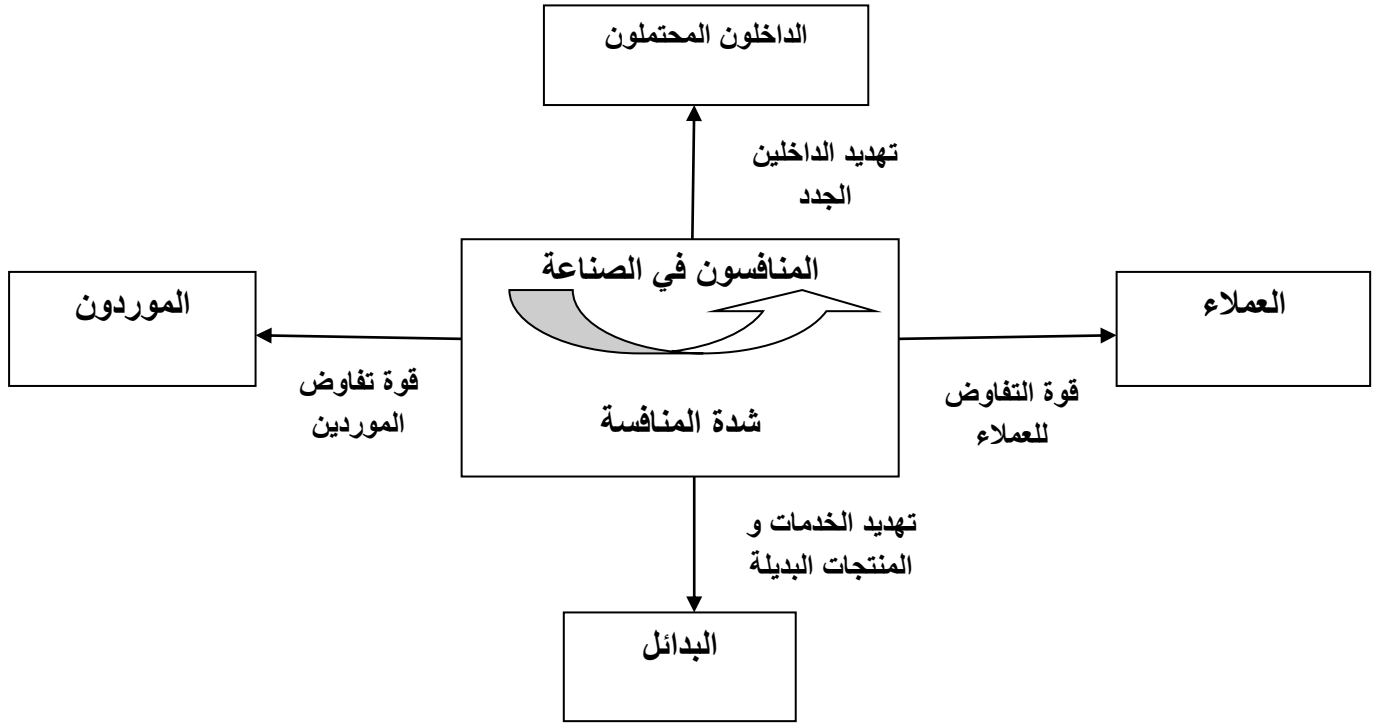 الداخلون المحتملون
تهديد الداخلين
الجدد
المنافسون في الصناعة
العملاء
الموردون
قوة التفاوض
للعملاء
قوة تفاوض
الموردين
شدة المنافسة
تهديد الخدمات و
المنتجات البديلة
البدائل